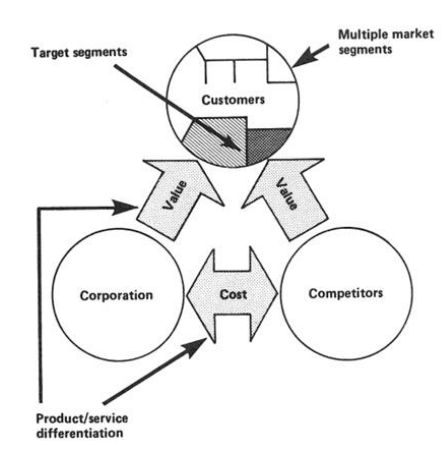 Multiple market
segments
Target segments
Customers
Value
Value
Corporation
Cost
Competitors
Product/service
differentiation